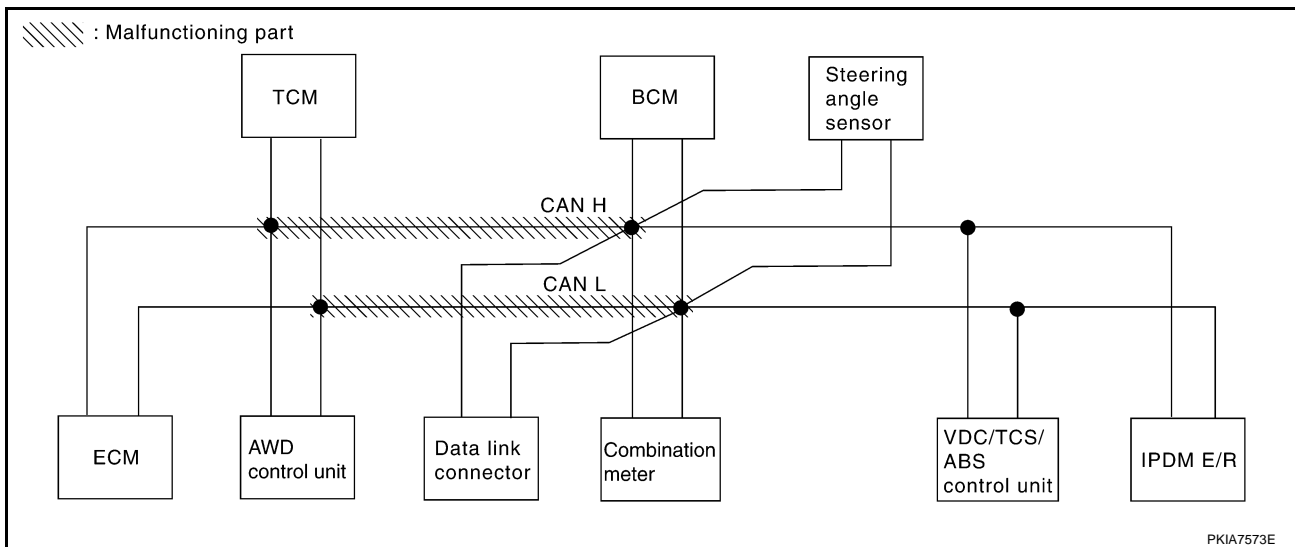 : Malfunctioning part
TCM
BCM
Steering
angle
sensor
CAN H
CAN L
ECM
AWD
control unit
Data link
connector
Combination
meter
VDC/TCS/
ABS
control unit
IPDM E/R
PKIA7573E